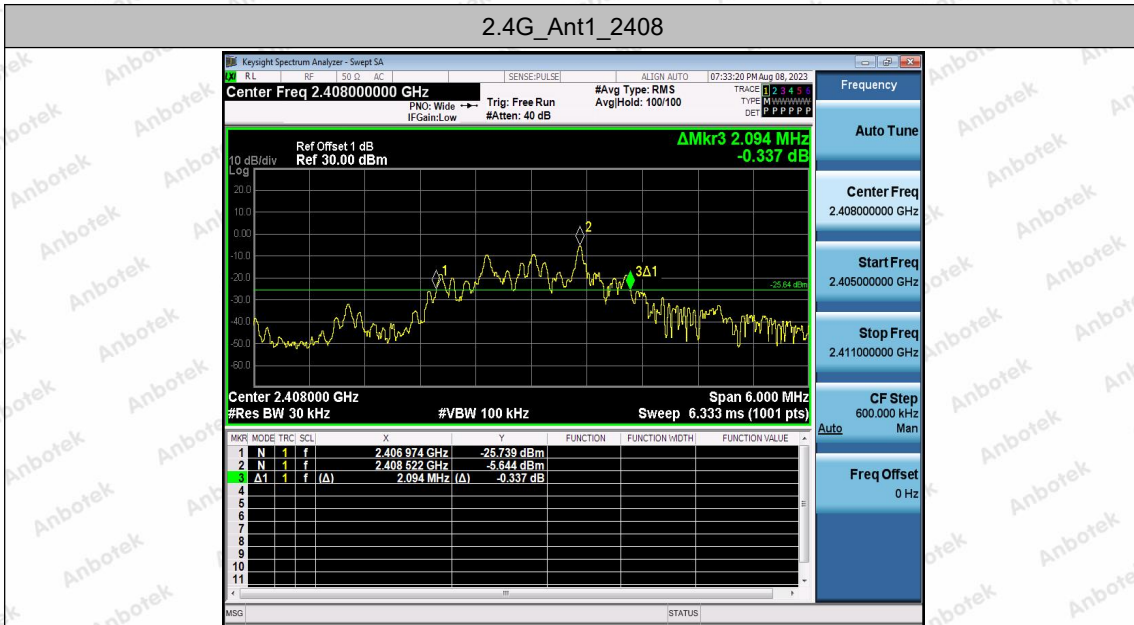 2.4G_Ant1_2408
Keysight Spectrum Analyzer - Swept SA
LXI RL RF 50 Ω AC SENSE:PULSE ALIGN AUTO 07:33:20 PM Aug 08, 2023
Center Freq 2.408000000 GHz
PNO: Wide
IFGain:Low
Trig: Free Run
#Atten: 40 dB
#Avg Type: RMS
Avg|Hold: 100/100
TRACE 1 2 3 4 5 6
TYPE M W W W W W
DET P P P P P P
Frequency
Auto Tune
Center Freq
2.408000000 GHz
Start Freq
2.405000000 GHz
Stop Freq
2.411000000 GHz
CF Step
600.000 kHz
Auto Man
Freq Offset
0 Hz
ΔMkr3 2.094 MHz
-0.337 dB
Ref Offset 1 dB
10 dB/div Ref 30.00 dBm
Log
20.0
10.0
0.00
-10.0
-20.0
-30.0
-40.0
-50.0
-60.0
1
2
3Δ1
-25.64 dBm
Center 2.408000 GHz Span 6.000 MHz
#Res BW 30 kHz #VBW 100 kHz Sweep 6.333 ms (1001 pts)
MKR MODE TRC SCL X Y FUNCTION FUNCTION WIDTH FUNCTION VALUE
1 N 1 f 2.406 974 GHz -25.739 dBm
2 N 1 f 2.408 522 GHz -5.644 dBm
3 Δ1 1 f (Δ) 2.094 MHz (Δ) -0.337 dB
4
5
6
7
8
9
10
11
MSG STATUS
Anbotek